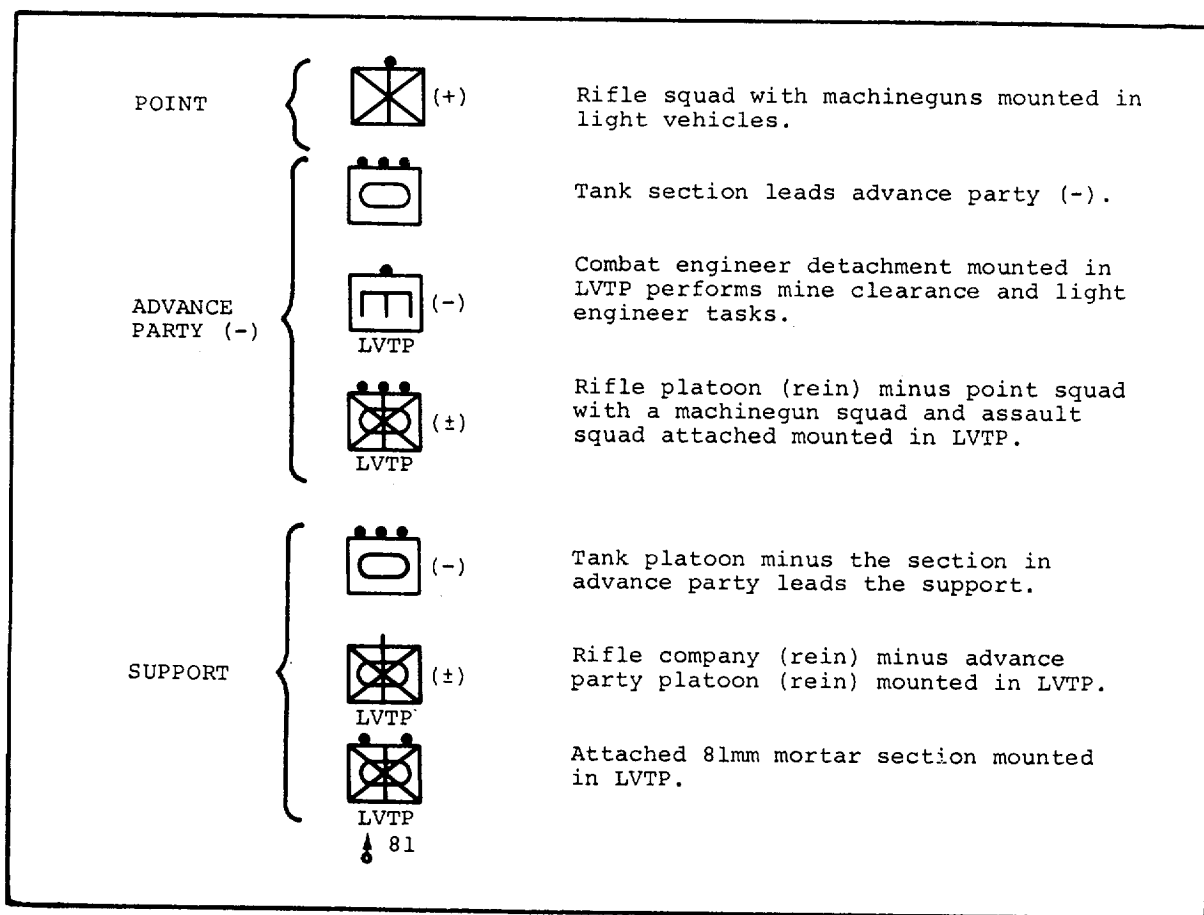 POINT
(+)
Rifle squad with machineguns mounted in
light vehicles.
Tank section leads advance party (-).
ADVANCE
PARTY (-)
(-)
LVTP
Combat engineer detachment mounted in
LVTP performs mine clearance and light
engineer tasks.
(±)
LVTP
Rifle platoon (rein) minus point squad
with a machinegun squad and assault
squad attached mounted in LVTP.
SUPPORT
(-)
Tank platoon minus the section in
advance party leads the support.
(±)
LVTP
Rifle company (rein) minus advance
party platoon (rein) mounted in LVTP.
LVTP
81
Attached 81mm mortar section mounted
in LVTP.